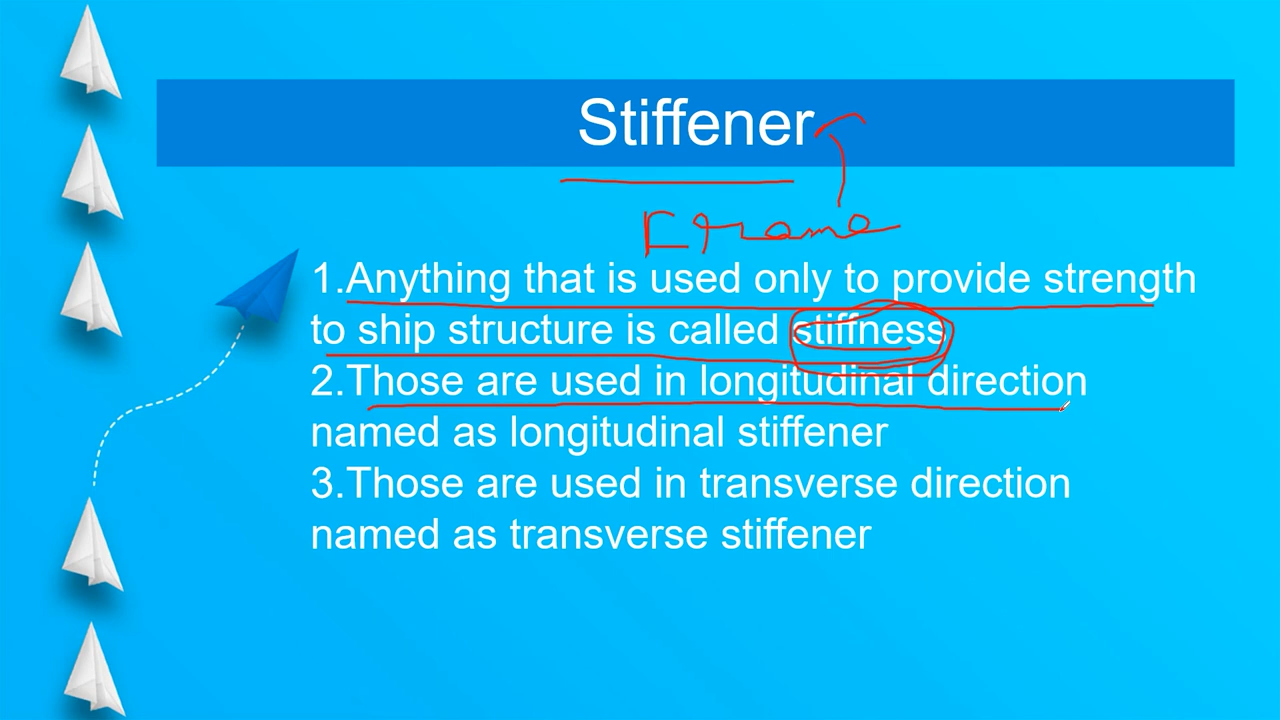 Stiffener
Frame
1.Anything that is used only to provide strength
to ship structure is called stiffness
2.Those are used in longitudinal direction
named as longitudinal stiffener
3.Those are used in transverse direction
named as transverse stiffener